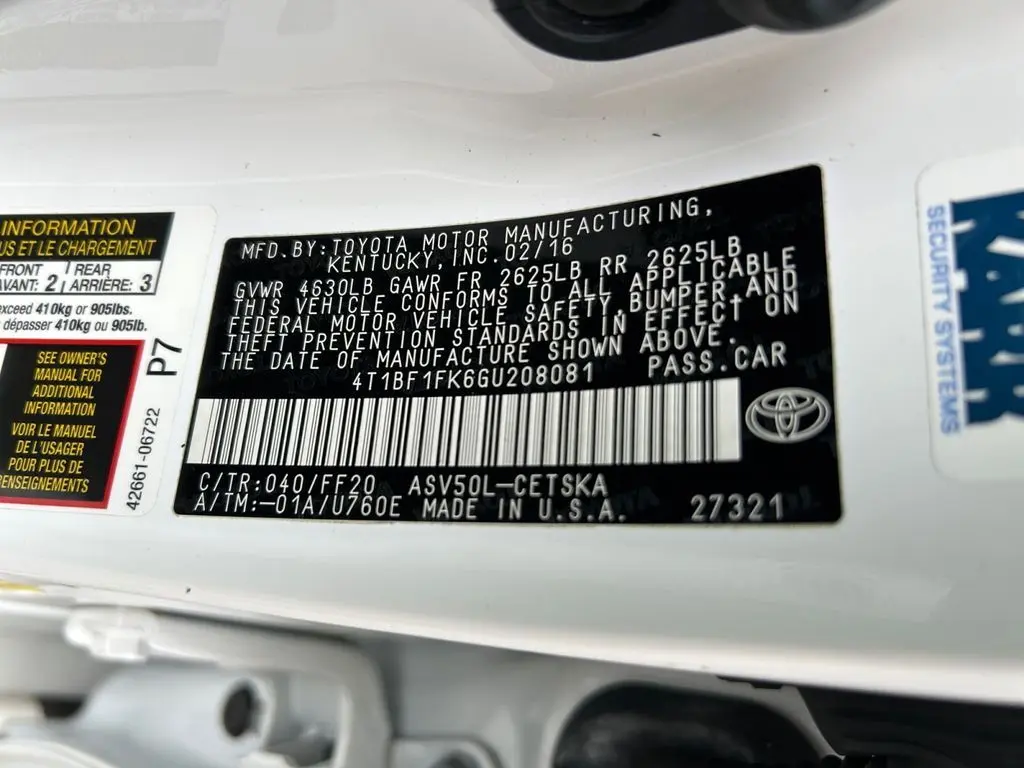 INFORMATION
US ET LE CHARGEMENT
FRONT
AVANT: 2
REAR
ARRIÈRE: 3
exceed 410kg or 905lbs.
dépasser 410kg ou 905lb.
SEE OWNER'S
MANUAL FOR
ADDITIONAL
INFORMATION
VOIR LE MANUEL
DE L'USAGER
POUR PLUS DE
RENSEIGNEMENTS
P7
42661-06722
MFD.BY:TOYOTA MOTOR MANUFACTURING,
KENTUCKY, INC.02/16
GVWR 4630LB GAWR FR 2625LB RR 2625LB
THIS VEHICLE CONFORMS TO ALL APPLICABLE
FEDERAL MOTOR VEHICLE SAFETY,BUMPER,AND
THEFT PREVENTION STANDARDS IN EFFECT ON
THE DATE OF MANUFACTURE SHOWN ABOVE.
4T1BF1FK6GU208081 PASS.CAR
C/TR:040/FF20 ASV50L-CETSKA
A/TM:-01A/U760E MADE IN U.S.A. 27321
SECURITY SYSTEMS